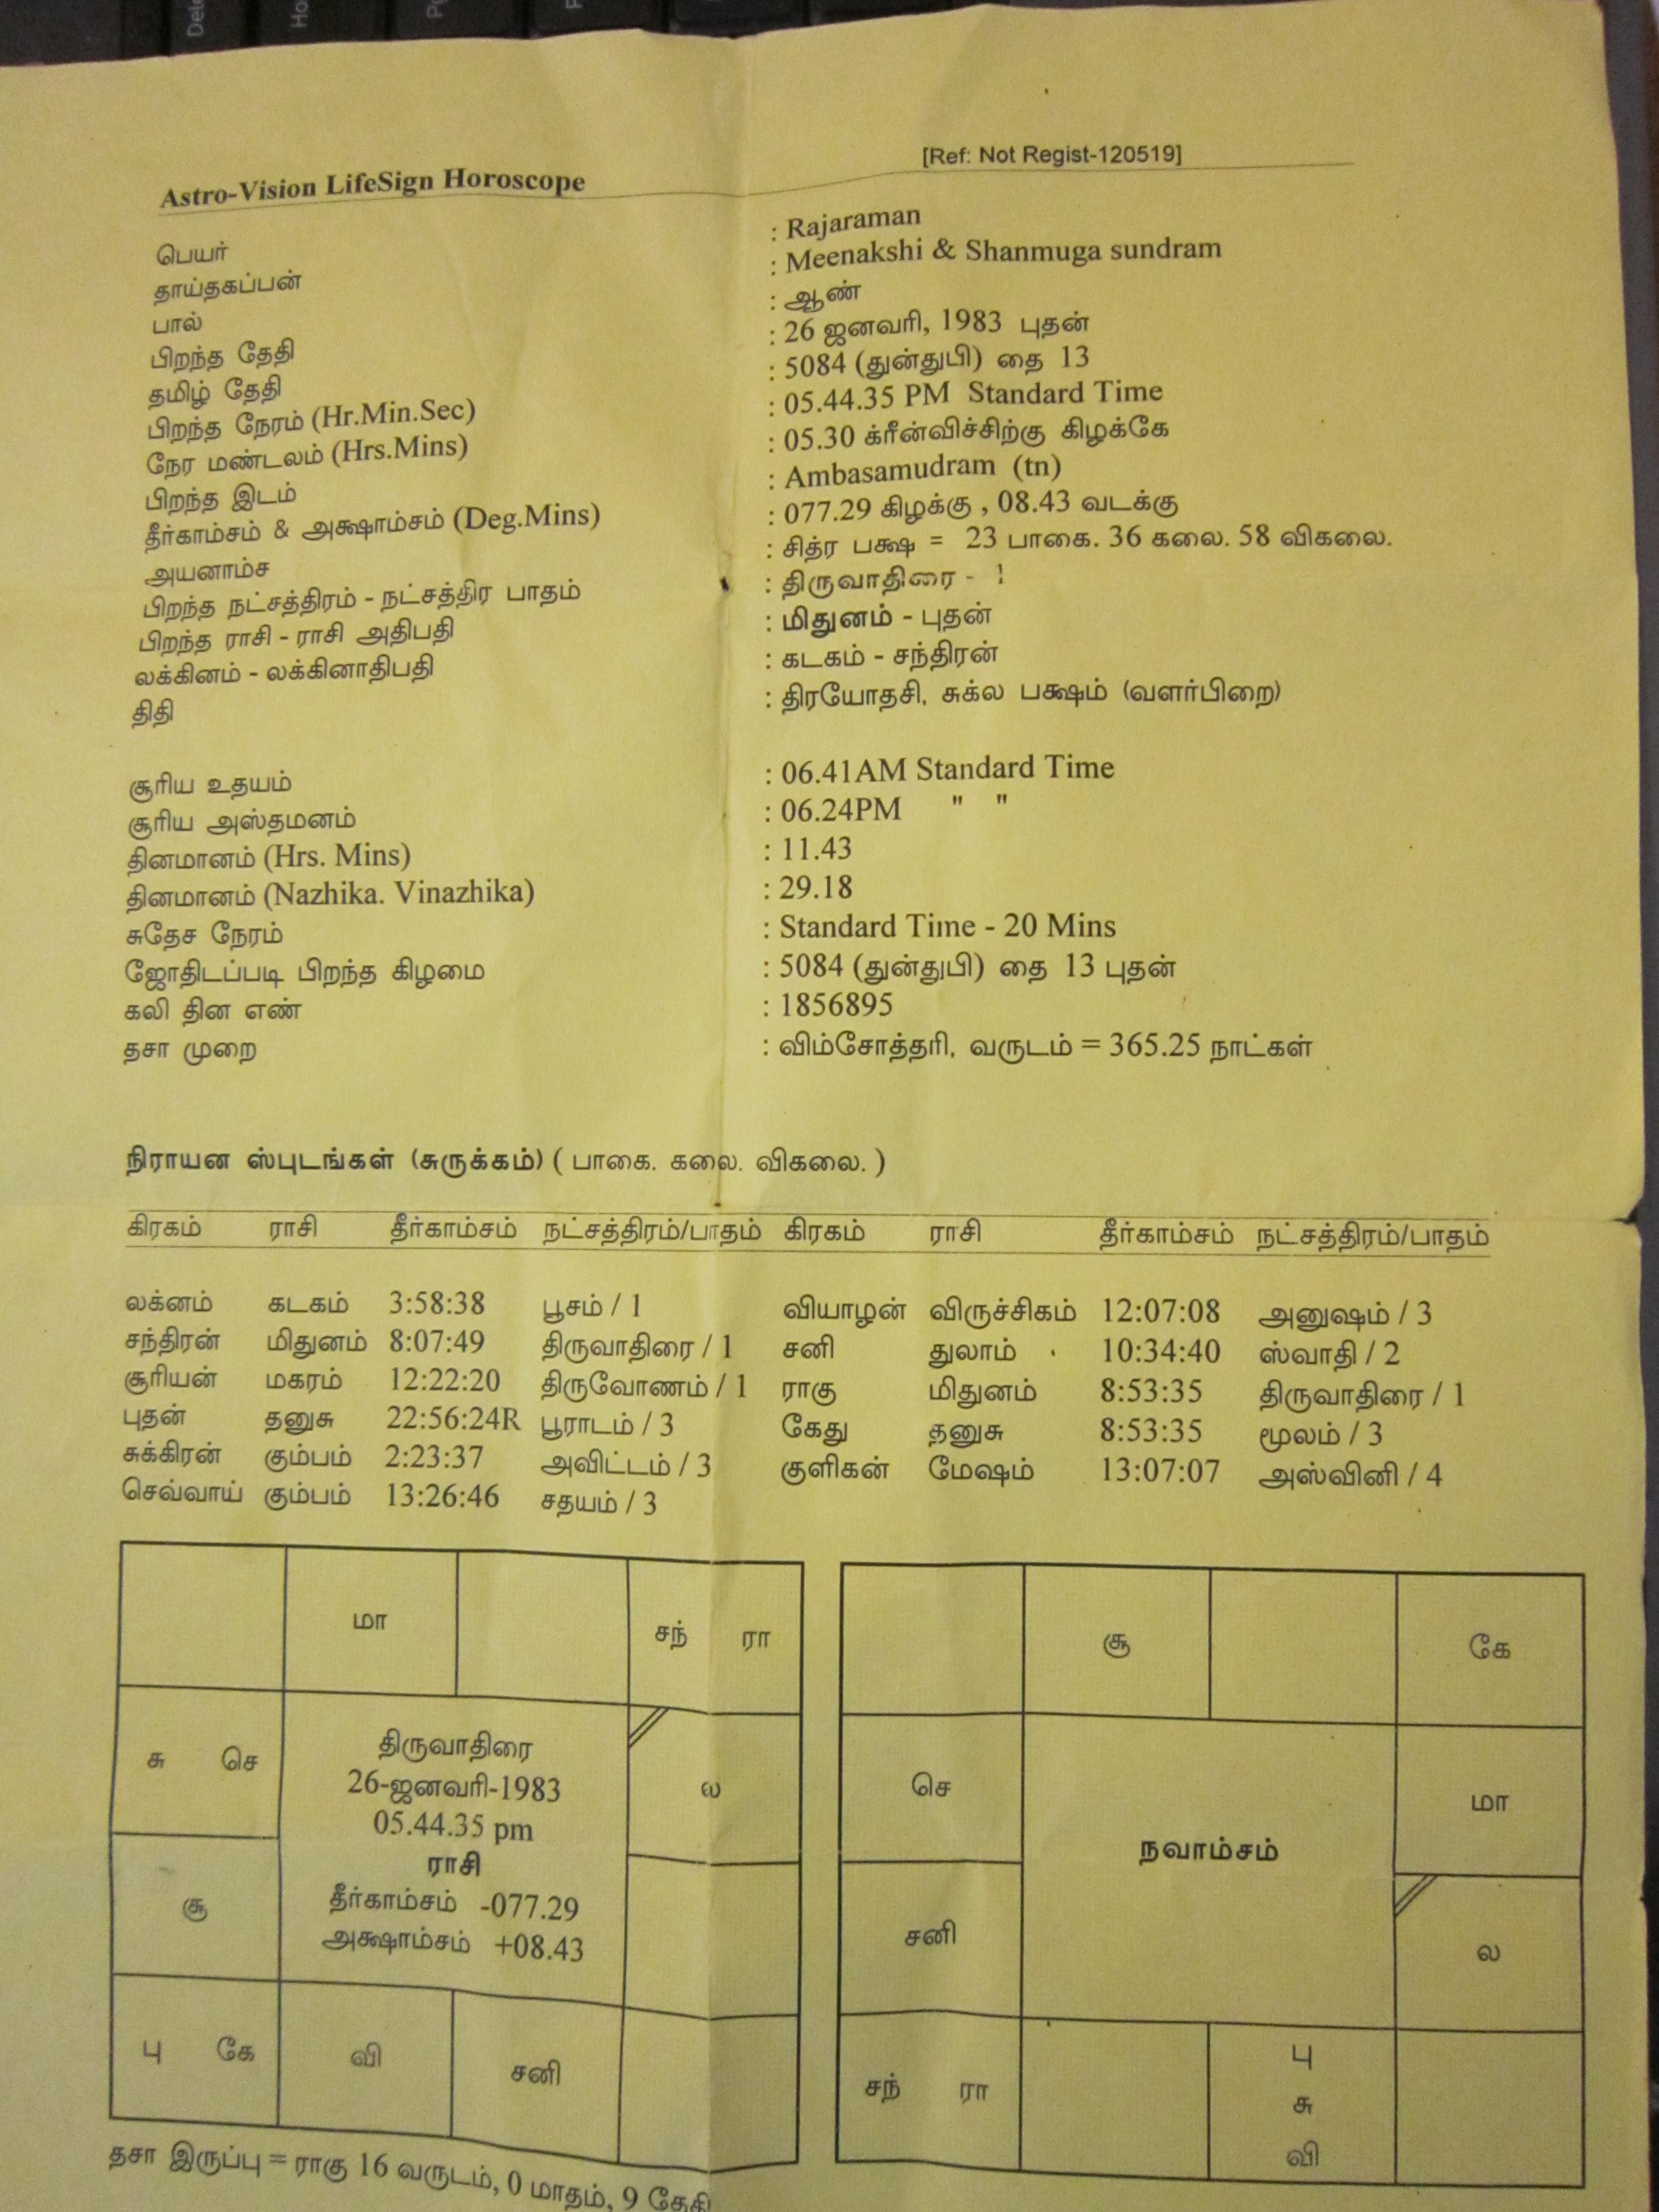 Astro-Vision LifeSign Horoscope [Ref: Not Regist-120519]
பெயர் : Rajaraman
தாய்தகப்பன் : Meenakshi & Shanmuga sundram
பால் : ஆண்
பிறந்த தேதி : 26 ஜனவரி, 1983 புதன்
தமிழ் தேதி : 5084 (துன்துபி) தை 13
பிறந்த நேரம் (Hr.Min.Sec) : 05.44.35 PM Standard Time
நேர மண்டலம் (Hrs.Mins) : 05.30 க்ரீன்விச்சிற்கு கிழக்கே
பிறந்த இடம் : Ambasamudram (tn)
தீர்காம்சம் & அக்ஷாம்சம் (Deg.Mins) : 077.29 கிழக்கு , 08.43 வடக்கு
அயனாம்ச : சித்ர பக்ஷ = 23 பாகை. 36 கலை. 58 விகலை.
பிறந்த நட்சத்திரம் - நட்சத்திர பாதம் : திருவாதிரை - 1
பிறந்த ராசி - ராசி அதிபதி : மிதுனம் - புதன்
லக்கினம் - லக்கினாதிபதி : கடகம் - சந்திரன்
திதி : திரயோதசி, சுக்ல பக்ஷம் (வளர்பிறை)
சூரிய உதயம் : 06.41AM Standard Time
சூரிய அஸ்தமனம் : 06.24PM " "
தினமானம் (Hrs. Mins) : 11.43
தினமானம் (Nazhika. Vinazhika) : 29.18
சுதேச நேரம் : Standard Time - 20 Mins
ஜோதிடப்படி பிறந்த கிழமை : 5084 (துன்துபி) தை 13 புதன்
கலி தின எண் : 1856895
தசா முறை : விம்சோத்தரி, வருடம் = 365.25 நாட்கள்
நிராயன ஸ்புடங்கள் (சுருக்கம்) ( பாகை. கலை. விகலை. )
கிரகம் ராசி தீர்காம்சம் நட்சத்திரம்/பாதம் கிரகம் ராசி தீர்காம்சம் நட்சத்திரம்/பாதம்
லக்னம் கடகம் 3:58:38 பூசம் / 1 வியாழன் விருச்சிகம் 12:07:08 அனுஷம் / 3
சந்திரன் மிதுனம் 8:07:49 திருவாதிரை / 1 சனி துலாம் 10:34:40 ஸ்வாதி / 2
சூரியன் மகரம் 12:22:20 திருவோணம் / 1 ராகு மிதுனம் 8:53:35 திருவாதிரை / 1
புதன் தனுசு 22:56:24R பூராடம் / 3 கேது தனுசு 8:53:35 மூலம் / 3
சுக்கிரன் கும்பம் 2:23:37 அவிட்டம் / 3 குளிகன் மேஷம் 13:07:07 அஸ்வினி / 4
செவ்வாய் கும்பம் 13:26:46 சதயம் / 3
மா சந் ரா
சு செ
திருவாதிரை
26-ஜனவரி-1983
05.44.35 pm
ராசி
தீர்காம்சம் -077.29
அக்ஷாம்சம் +08.43
ல
சூ
பு கே வி சனி
சூ கே
செ
மா
நவாம்சம்
சனி
ல
சந் ரா
பு
சு
வி
தசா இருப்பு = ராகு 16 வருடம், 0 மாதம், 9